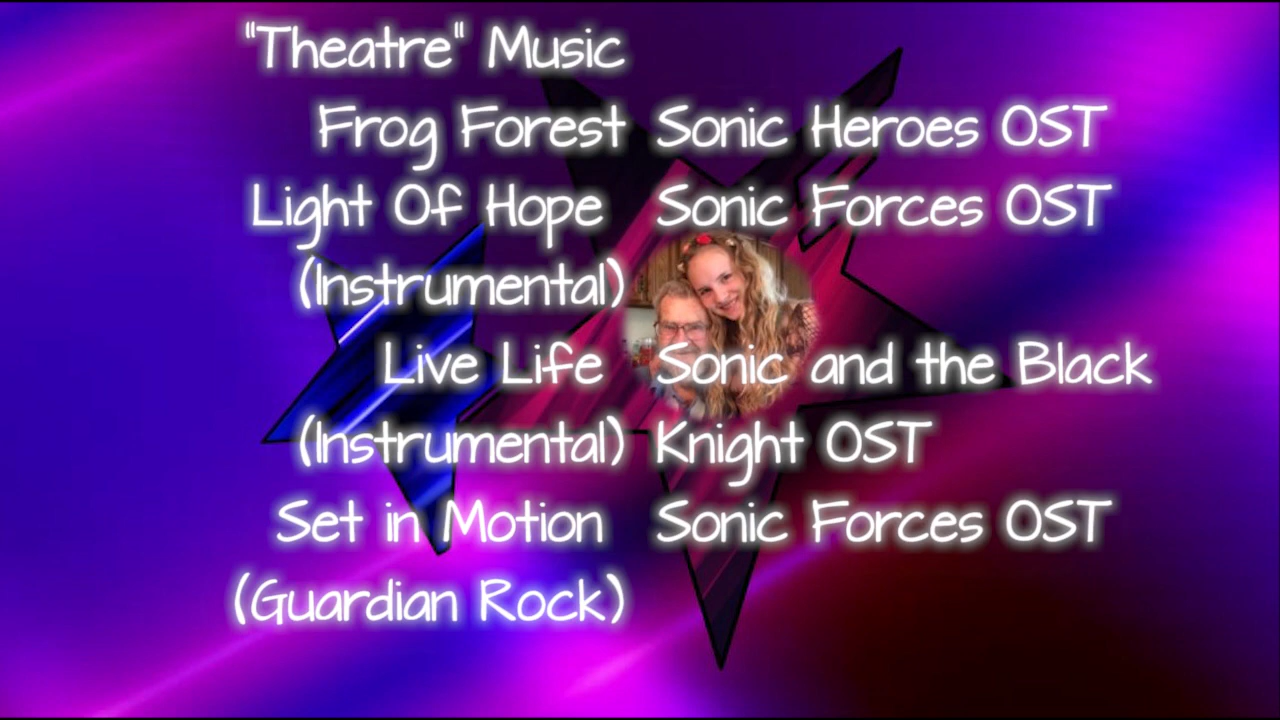 "Theatre" Music
Frog Forest Sonic Heroes OST
Light Of Hope Sonic Forces OST
(Instrumental)
Live Life Sonic and the Black
(Instrumental) Knight OST
Set in Motion Sonic Forces OST
(Guardian Rock)